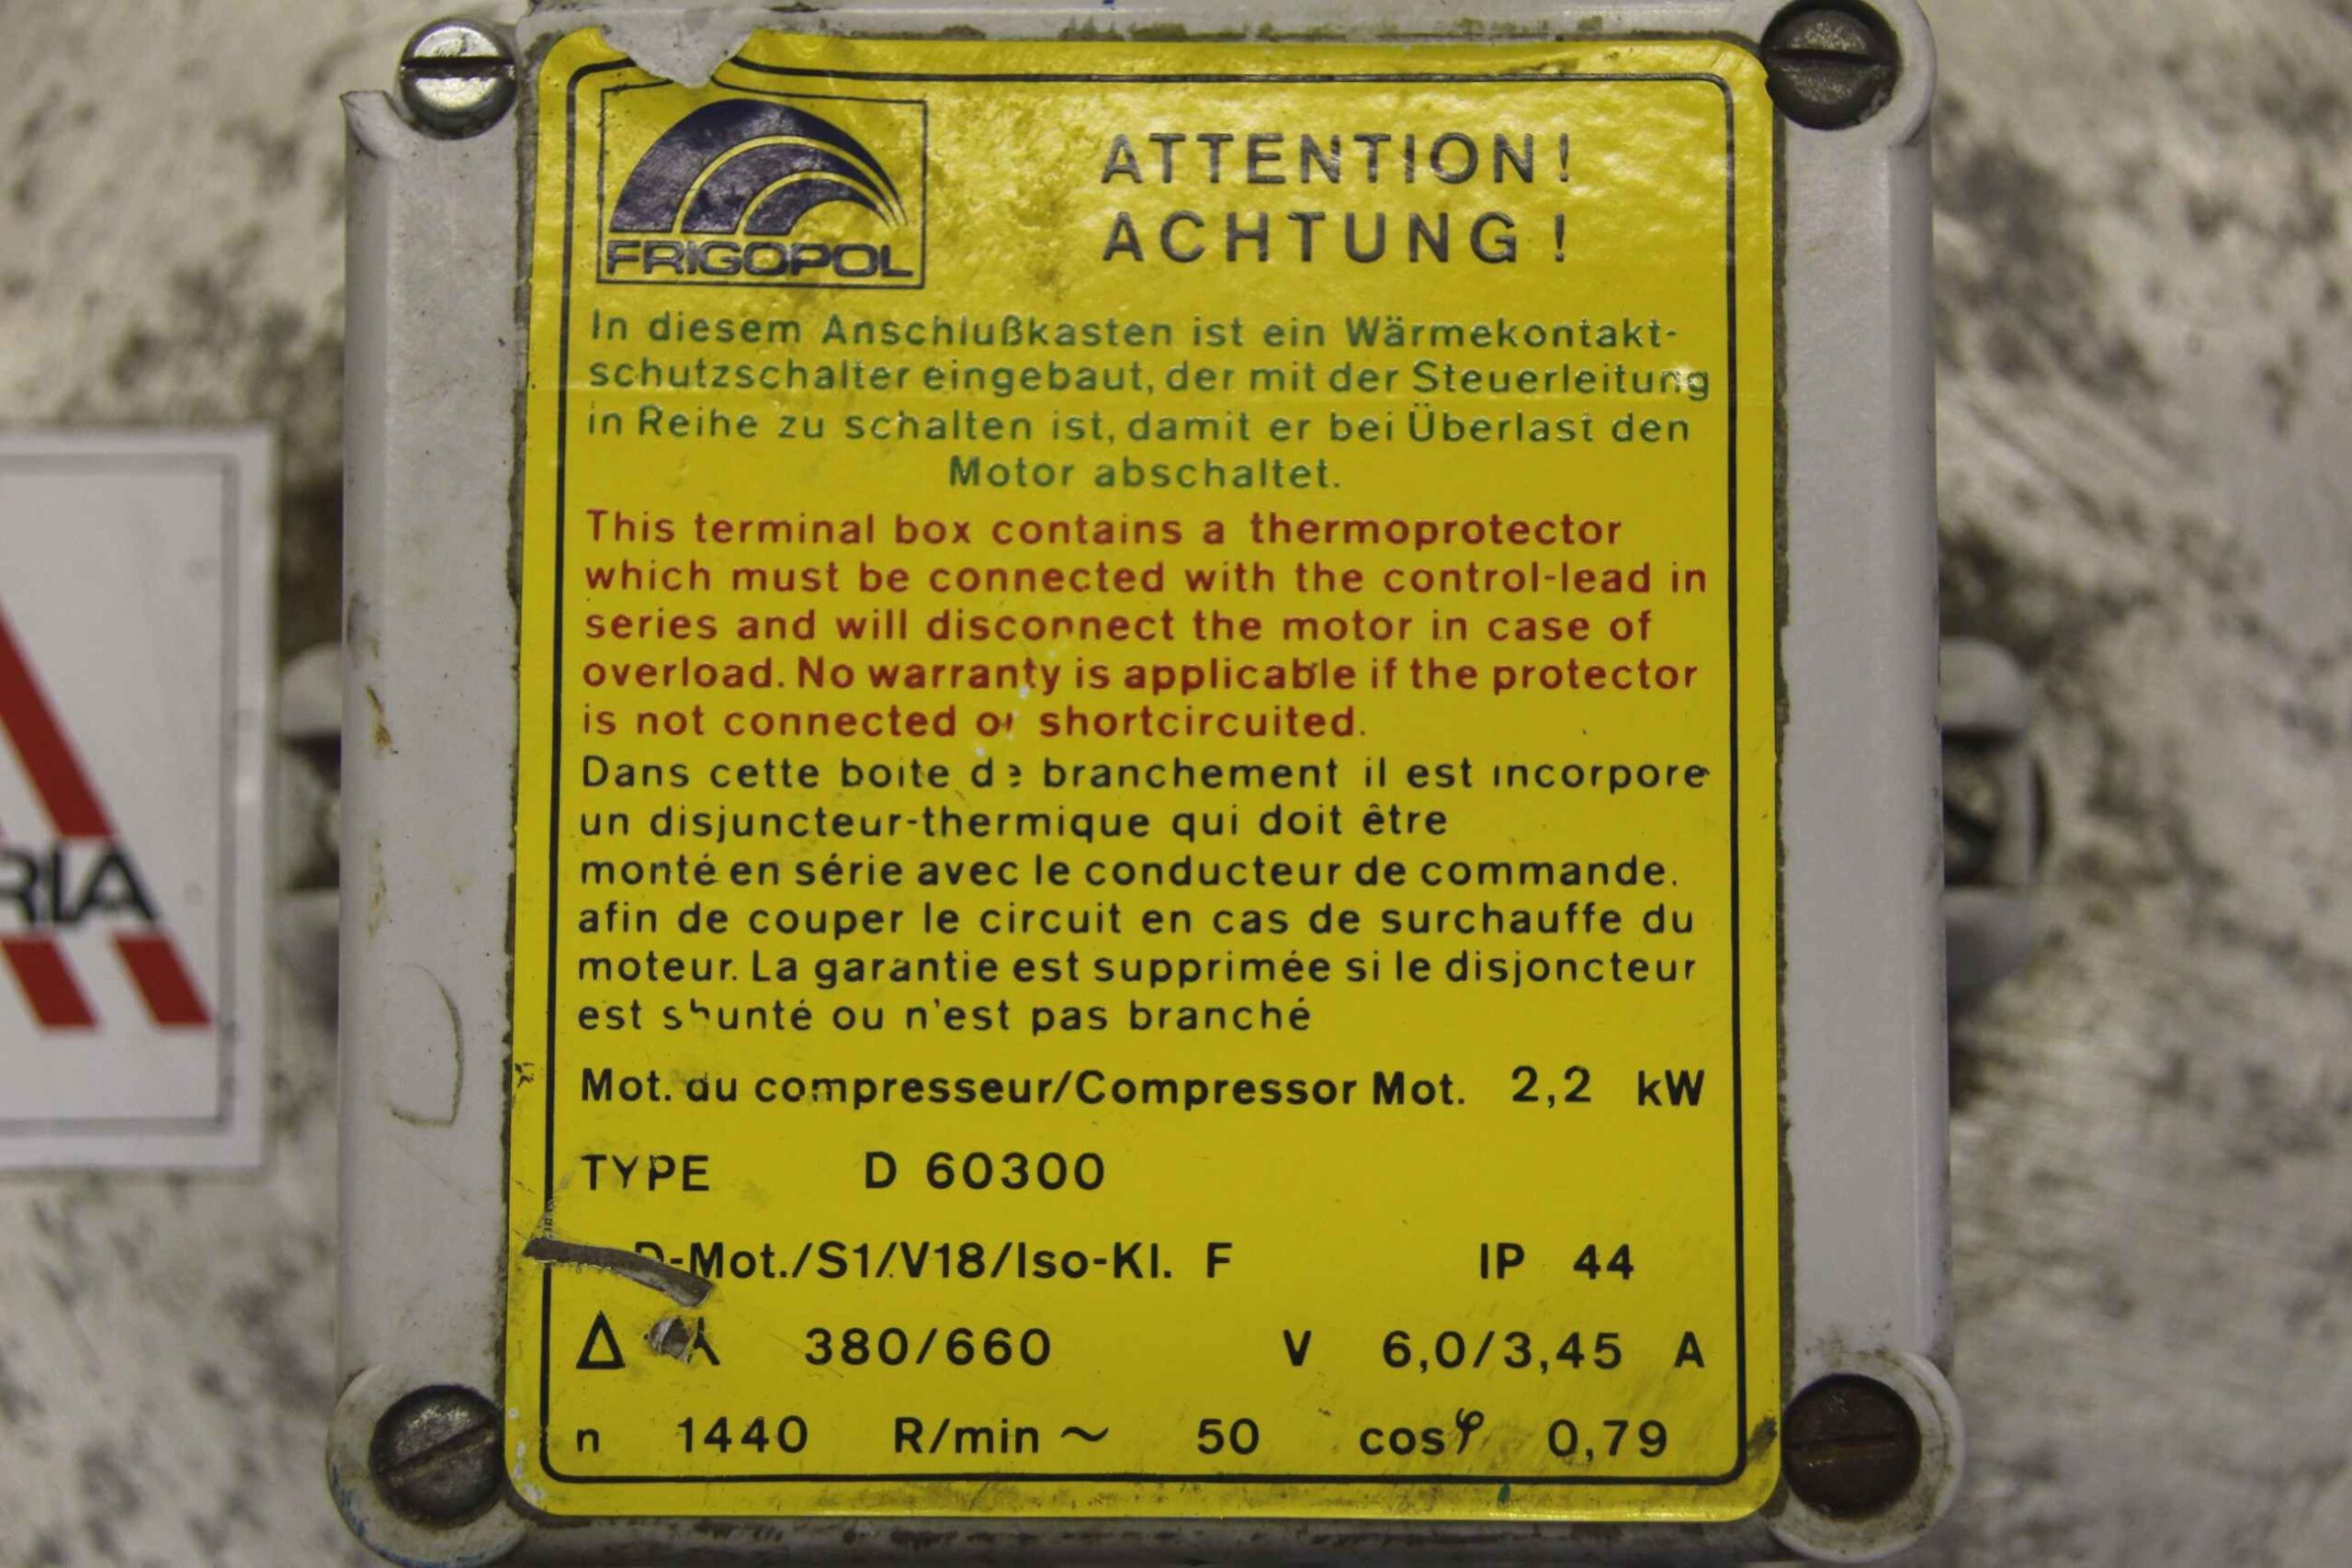 FRIGOPOL
ATTENTION!
ACHTUNG!
In diesem Anschlußkasten ist ein Wärmekontakt-
schutzschalter eingebaut, der mit der Steuerleitung
in Reihe zu schalten ist, damit er bei Überlast den
Motor abschaltet.
This terminal box contains a thermoprotector
which must be connected with the control-lead in
series and will disconnect the motor in case of
overload. No warranty is applicable if the protector
is not connected or shortcircuited.
Dans cette boite de branchement il est incorpore
un disjuncteur-thermique qui doit être
monté en série avec le conducteur de commande.
afin de couper le circuit en cas de surchauffe du
moteur. La garantie est supprimée si le disjoncteur
est shunté ou n'est pas branché
Mot. du compresseur/Compressor Mot. 2,2 kW
TYPE D 60300
D-Mot./S1/V18/Iso-Kl. F IP 44
Δ 380/660 V 6,0/3,45 A
n 1440 R/min ~ 50 cosφ 0,79
RIA